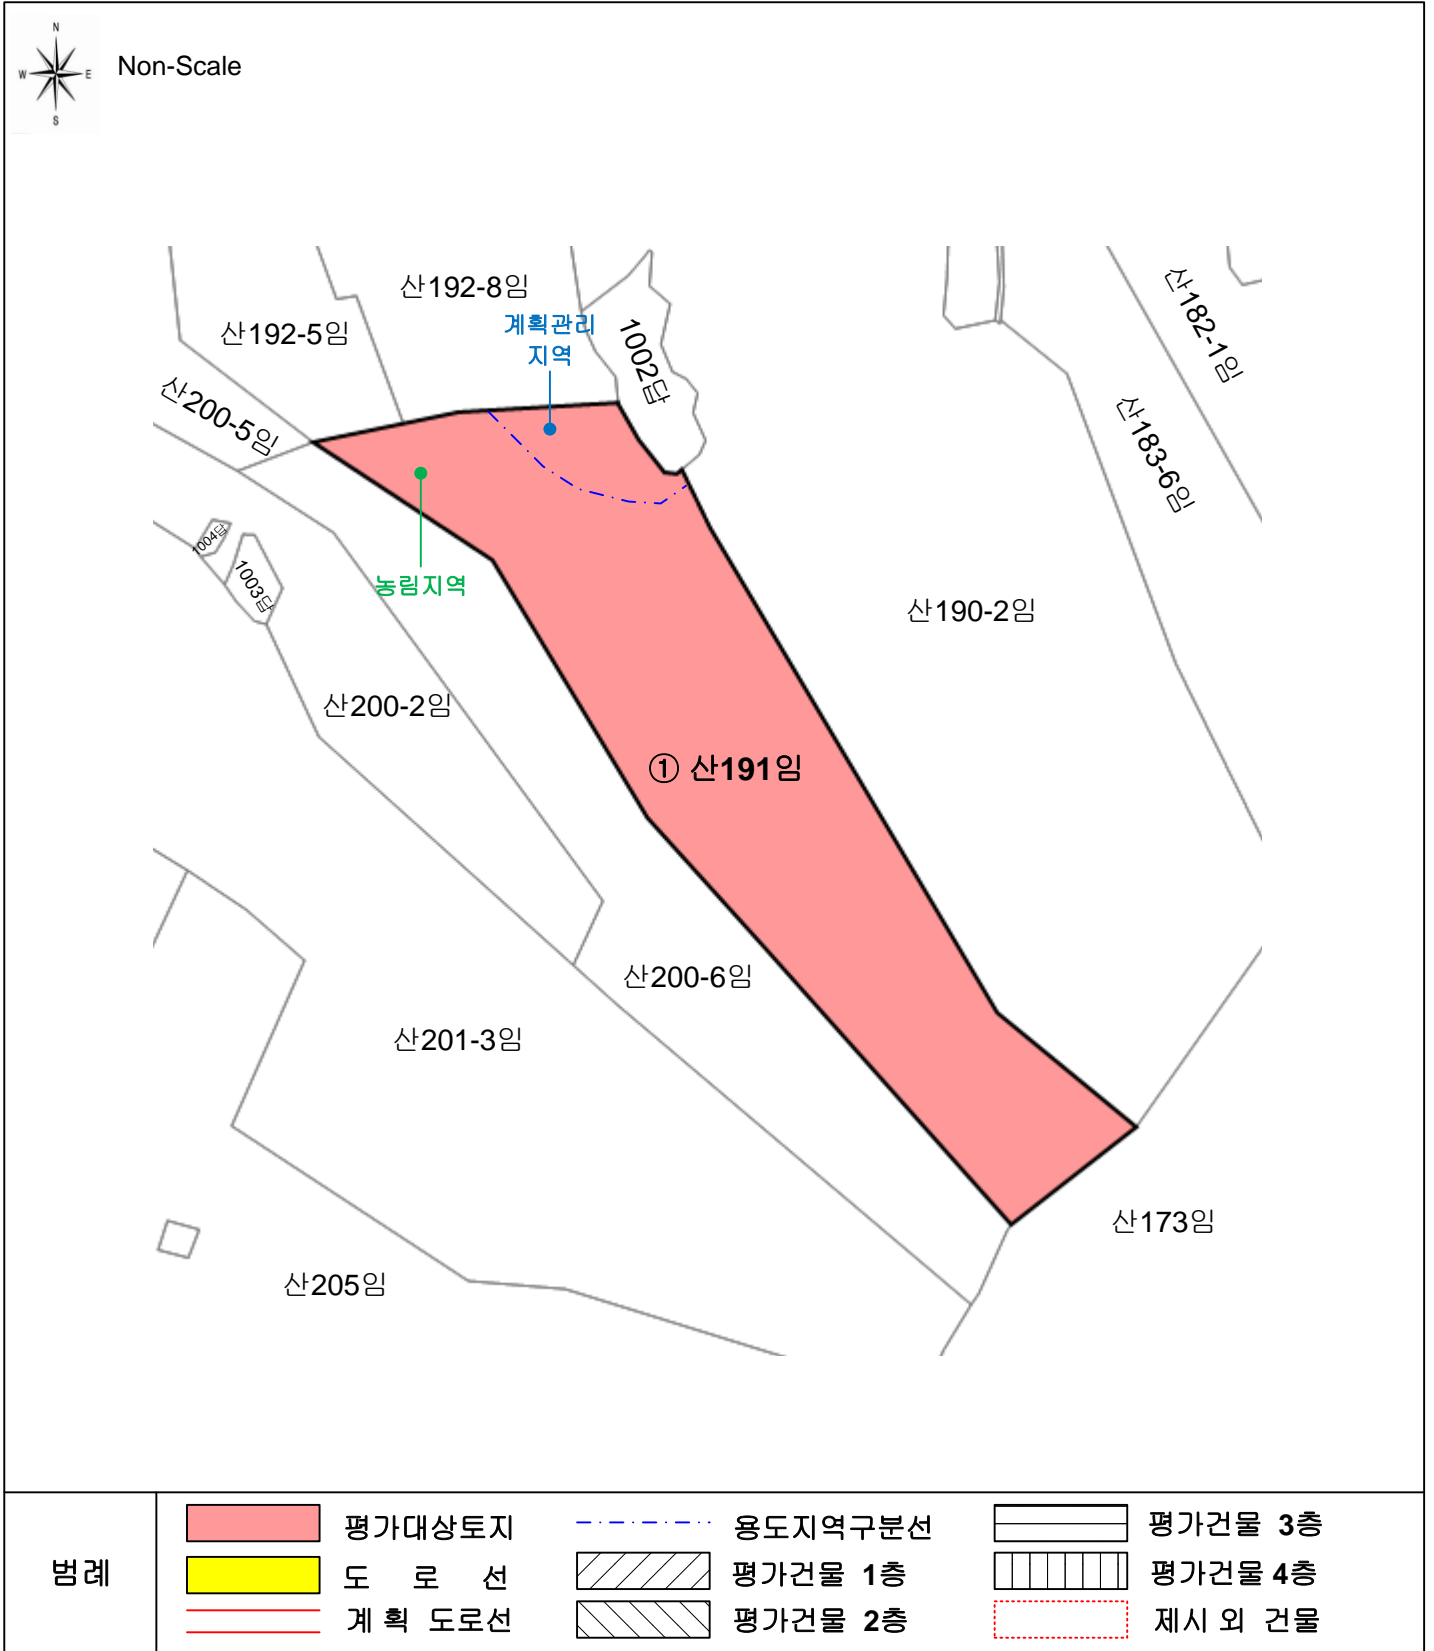 N
W E
S
Non-Scale
산192-8임
산192-5임
계획관리
지역
1002답
산182-1임
산200-5임
산183-6임
1004답
1003답
농림지역
산190-2임
산200-2임
① 산191임
산200-6임
산201-3임
산173임
산205임
범례
평가대상토지
용도지역구분선
평가건물 3층
도 로 선
평가건물 1층
평가건물 4층
계 획 도로선
평가건물 2층
제시 외 건물